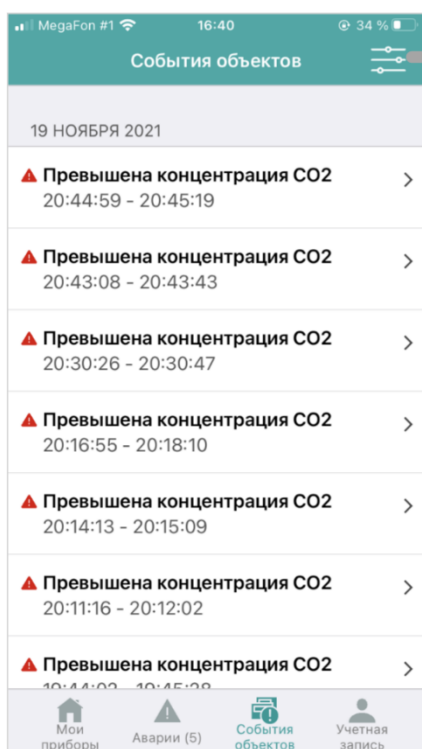 MegaFon #1 16:40 34 %
События объектов
19 НОЯБРЯ 2021
Превышена концентрация CO2
20:44:59 - 20:45:19
Превышена концентрация CO2
20:43:08 - 20:43:43
Превышена концентрация CO2
20:30:26 - 20:30:47
Превышена концентрация CO2
20:16:55 - 20:18:10
Превышена концентрация CO2
20:14:13 - 20:15:09
Превышена концентрация CO2
20:11:16 - 20:12:02
Превышена концентрация CO2
Мои приборы
Аварии (5)
События объектов
Учетная запись